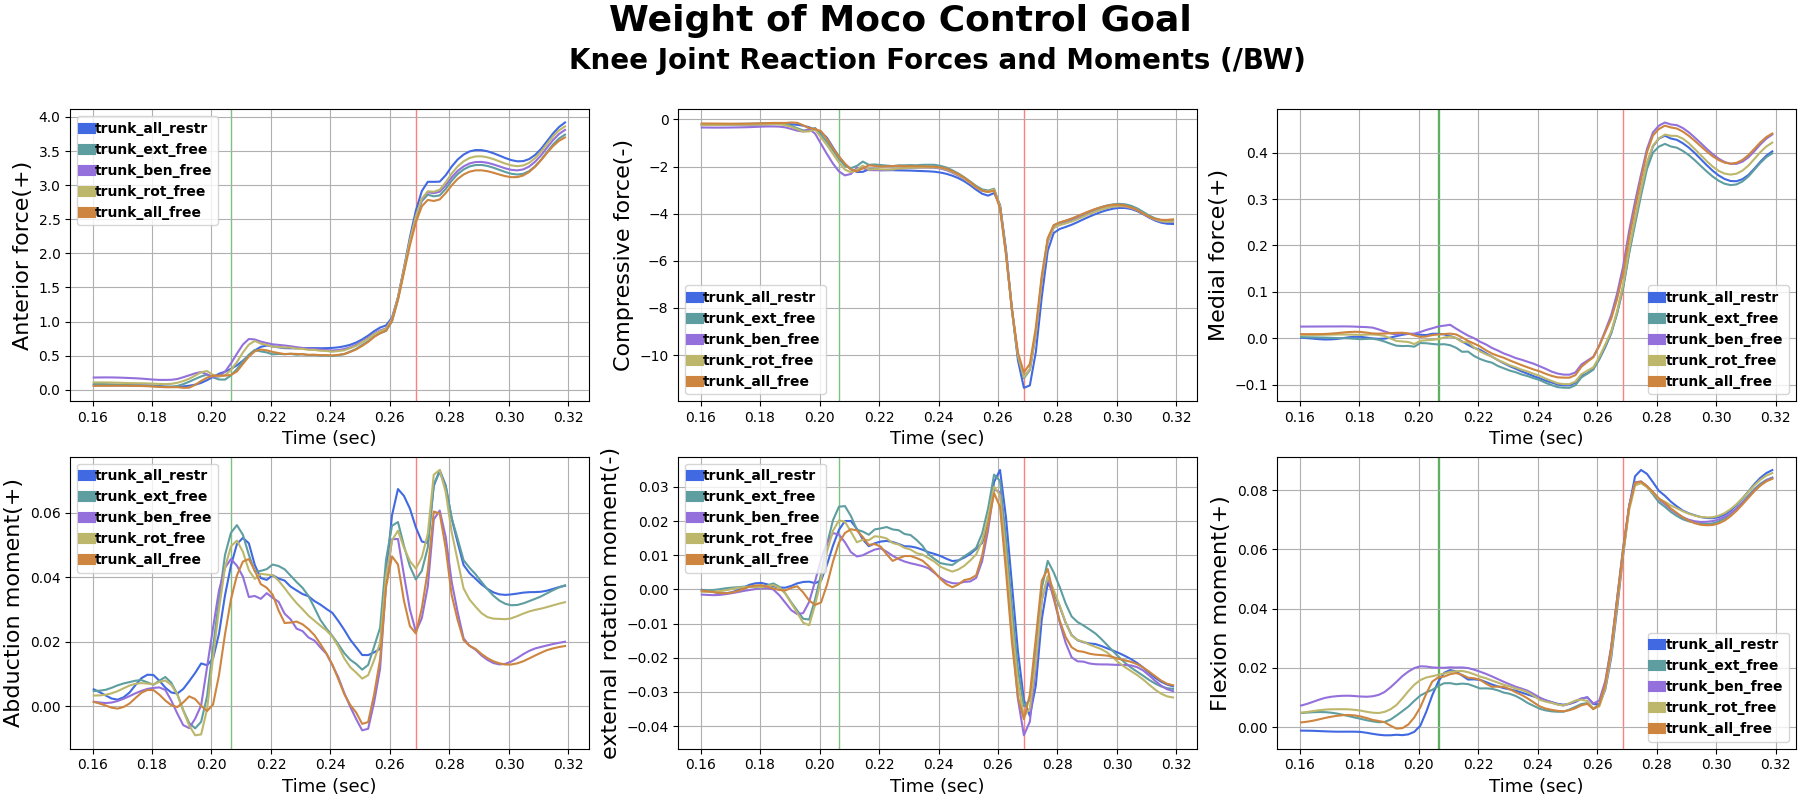 Weight of Moco Control Goal
Knee Joint Reaction Forces and Moments (/BW)
Anterior force(+)
4.0
3.5
3.0
2.5
2.0
1.5
1.0
0.5
0.0
trunk_all_restr
trunk_ext_free
trunk_ben_free
trunk_rot_free
trunk_all_free
0.16 0.18 0.20 0.22 0.24 0.26 0.28 0.30 0.32
Time (sec)
Compressive force(-)
0
−2
−4
−6
−8
−10
trunk_all_restr
trunk_ext_free
trunk_ben_free
trunk_rot_free
trunk_all_free
0.16 0.18 0.20 0.22 0.24 0.26 0.28 0.30 0.32
Time (sec)
Medial force(+)
0.4
0.3
0.2
0.1
0.0
−0.1
trunk_all_restr
trunk_ext_free
trunk_ben_free
trunk_rot_free
trunk_all_free
0.16 0.18 0.20 0.22 0.24 0.26 0.28 0.30 0.32
Time (sec)
Abduction moment(+)
0.06
0.04
0.02
0.00
trunk_all_restr
trunk_ext_free
trunk_ben_free
trunk_rot_free
trunk_all_free
0.16 0.18 0.20 0.22 0.24 0.26 0.28 0.30 0.32
Time (sec)
external rotation moment(-)
0.03
0.02
0.01
0.00
−0.01
−0.02
−0.03
−0.04
trunk_all_restr
trunk_ext_free
trunk_ben_free
trunk_rot_free
trunk_all_free
0.16 0.18 0.20 0.22 0.24 0.26 0.28 0.30 0.32
Time (sec)
Flexion moment(+)
0.08
0.06
0.04
0.02
0.00
trunk_all_restr
trunk_ext_free
trunk_ben_free
trunk_rot_free
trunk_all_free
0.16 0.18 0.20 0.22 0.24 0.26 0.28 0.30 0.32
Time (sec)